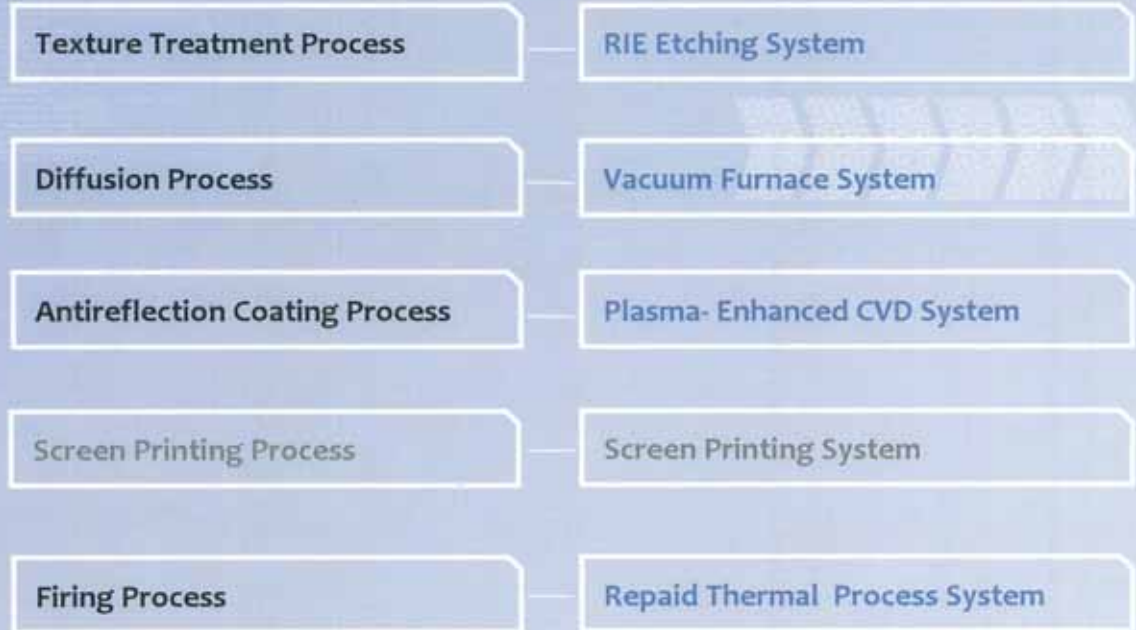 Texture Treatment Process
RIE Etching System
Diffusion Process
Vacuum Furnace System
Antireflection Coating Process
Plasma- Enhanced CVD System
Screen Printing Process
Screen Printing System
Firing Process
Repaid Thermal Process System